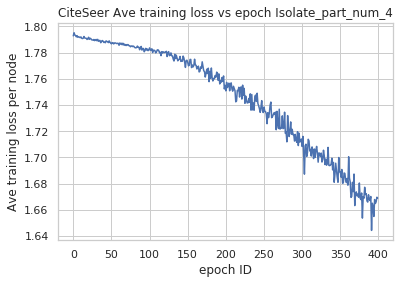 CiteSeer Ave training loss vs epoch Isolate_part_num_4
Ave training loss per node
1.80
1.78
1.76
1.74
1.72
1.70
1.68
1.66
1.64
0 50 100 150 200 250 300 350 400
epoch ID